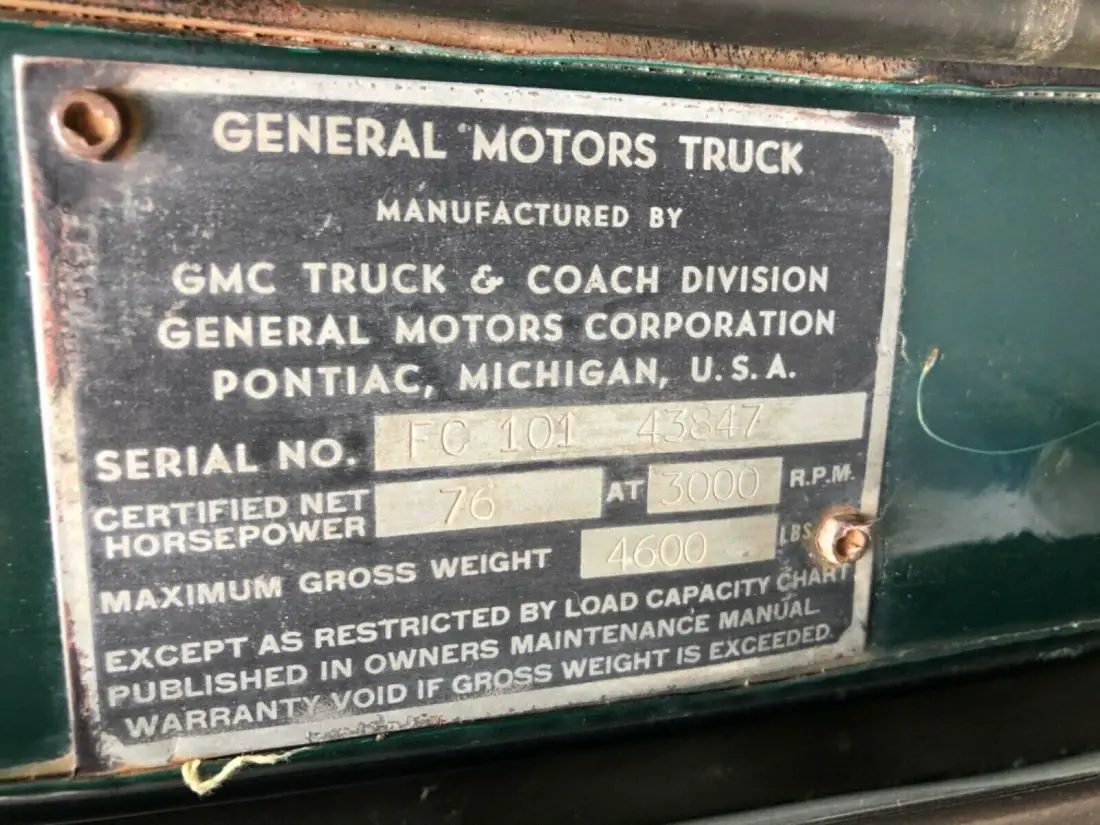 GENERAL MOTORS TRUCK
MANUFACTURED BY
GMC TRUCK & COACH DIVISION
GENERAL MOTORS CORPORATION
PONTIAC, MICHIGAN, U.S.A.
SERIAL NO. FC 101 43847
CERTIFIED NET HORSEPOWER 76 AT 3000 R.P.M.
MAXIMUM GROSS WEIGHT 4600 LBS
EXCEPT AS RESTRICTED BY LOAD CAPACITY CHART
PUBLISHED IN OWNERS MAINTENANCE MANUAL.
WARRANTY VOID IF GROSS WEIGHT IS EXCEEDED.